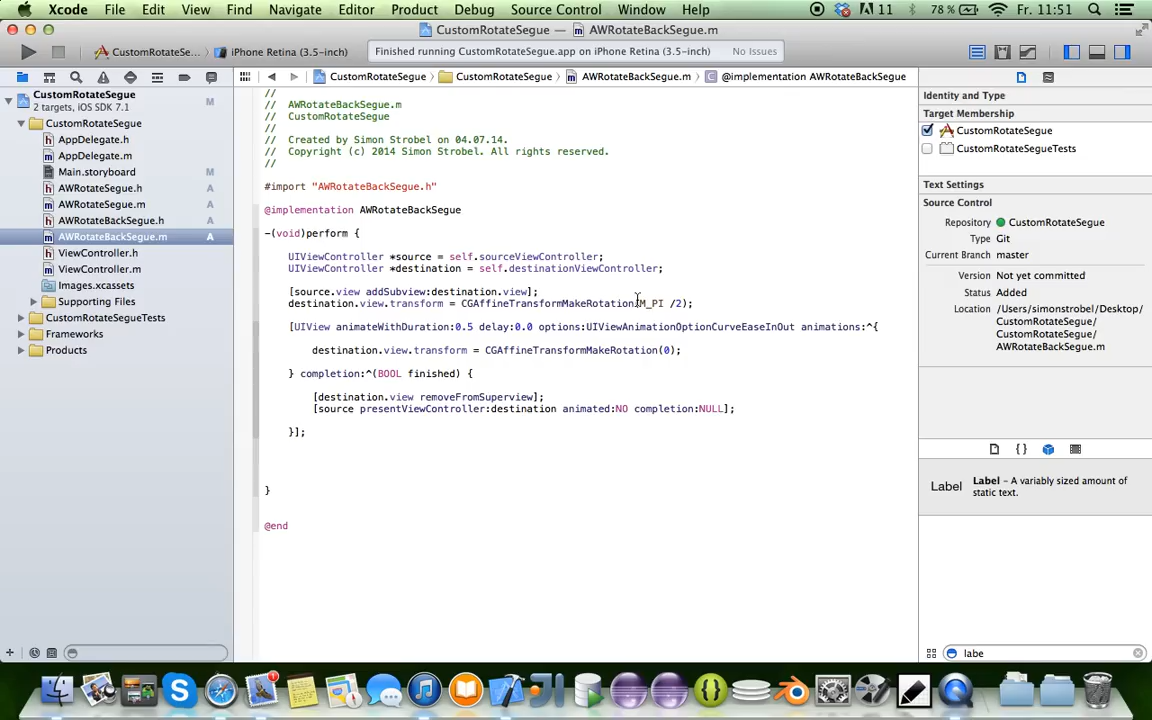 Xcode File Edit View Find Navigate Editor Product Debug Source Control Window Help 11 78 % Fr. 11:51
CustomRotateSegue — AWRotateBackSegue.m
CustomRotateSe... iPhone Retina (3.5-inch) Finished running CustomRotateSegue.app on iPhone Retina (3.5-inch) No Issues
CustomRotateSegue CustomRotateSegue AWRotateBackSegue.m @implementation AWRotateBackSegue
CustomRotateSegue M
2 targets, iOS SDK 7.1
CustomRotateSegue
AppDelegate.h
AppDelegate.m
Main.storyboard M
AWRotateSegue.h A
AWRotateSegue.m A
AWRotateBackSegue.h A
AWRotateBackSegue.m A
ViewController.h
ViewController.m
Images.xcassets
Supporting Files
CustomRotateSegueTests
Frameworks
Products
//
// AWRotateBackSegue.m
// CustomRotateSegue
//
// Created by Simon Strobel on 04.07.14.
// Copyright (c) 2014 Simon Strobel. All rights reserved.
//
#import "AWRotateBackSegue.h"
@implementation AWRotateBackSegue
-(void)perform {
UIViewController *source = self.sourceViewController;
UIViewController *destination = self.destinationViewController;
[source.view addSubview:destination.view];
destination.view.transform = CGAffineTransformMakeRotation(M_PI /2);
[UIView animateWithDuration:0.5 delay:0.0 options:UIViewAnimationOptionCurveEaseInOut animations:^{
destination.view.transform = CGAffineTransformMakeRotation(0);
} completion:^(BOOL finished) {
[destination.view removeFromSuperview];
[source presentViewController:destination animated:NO completion:NULL];
}];
}
@end
Identity and Type
Target Membership
CustomRotateSegue
CustomRotateSegueTests
Text Settings
Source Control
Repository CustomRotateSegue
Type Git
Current Branch master
Version Not yet committed
Status Added
Location /Users/simonstrobel/Desktop/
CustomRotateSegue/
CustomRotateSegue/
AWRotateBackSegue.m
{ }
Label Label - A variably sized amount of
static text.
labe
1